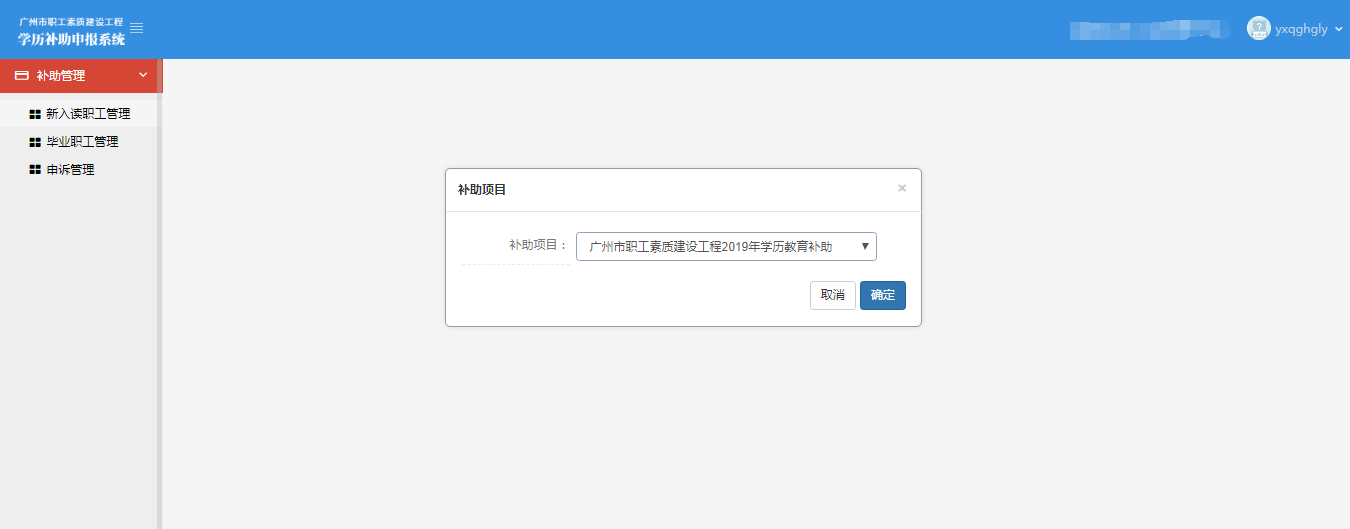 广州市职工素质建设工程
学历补助申报系统
yxqghgly
补助管理
新入读职工管理
毕业职工管理
申诉管理
补助项目
×
补助项目：
广州市职工素质建设工程2019年学历教育补助
取消
确定